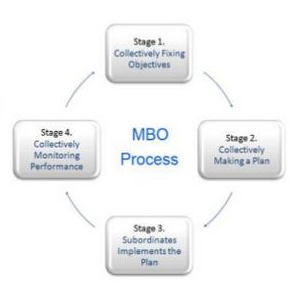 Stage 1.
Collectively Fixing
Objectives
Stage 4.
Collectively
Monitoring
Performance
MBO
Process
Stage 2.
Collectively
Making a Plan
Stage 3.
Subordinates
Implements the
Plan